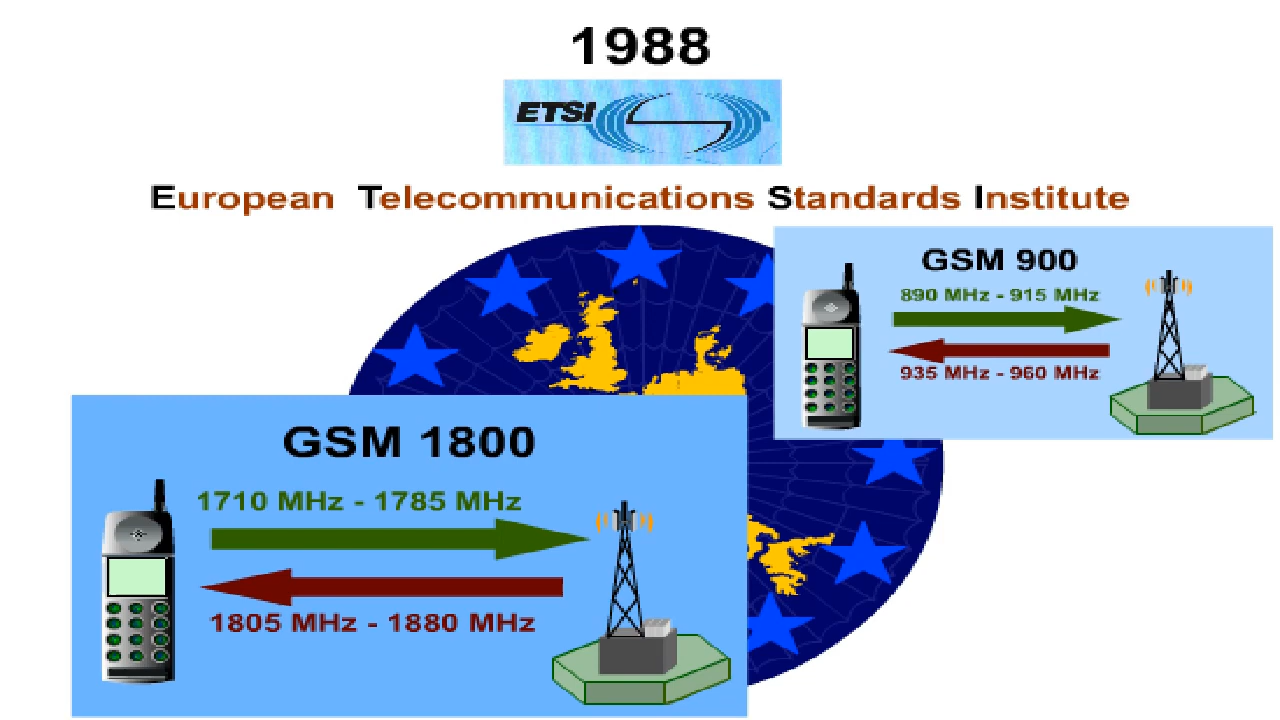 1988
ETSI
European Telecommunications Standards Institute
GSM 900
890 MHz - 915 MHz
935 MHz - 960 MHz
GSM 1800
1710 MHz - 1785 MHz
1805 MHz - 1880 MHz